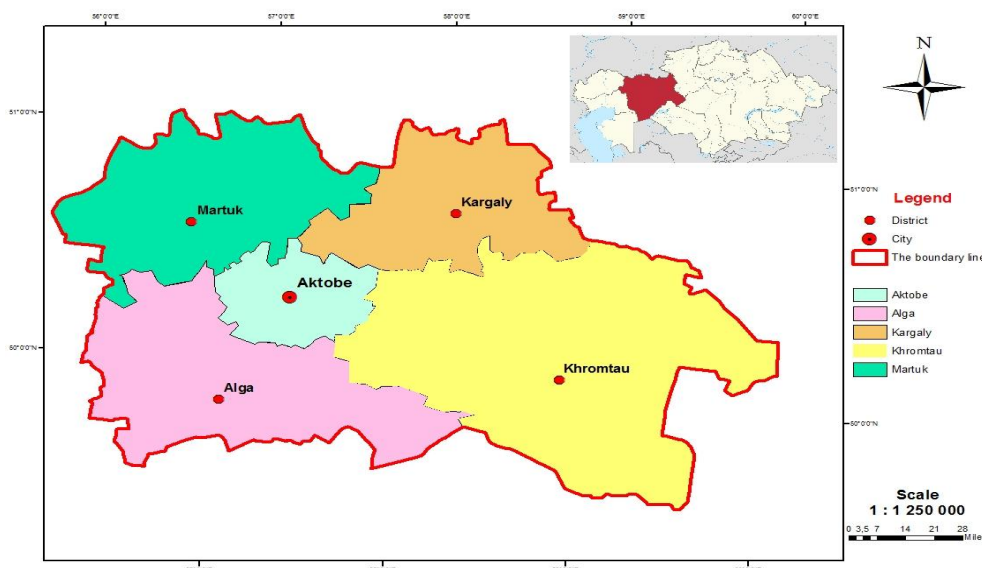 56°0'0"E 57°0'0"E 58°0'0"E 59°0'0"E 60°0'0"E
N
51°0'0"N
51°0'0"N
Kargaly
Martuk
Aktobe
Legend
District
City
The boundary line
Aktobe
Alga
Kargaly
Khromtau
Martuk
50°0'0"N
Khromtau
Alga
50°0'0"N
Scale
1 : 1 250 000
0 3,5 7 14 21 28
Mile